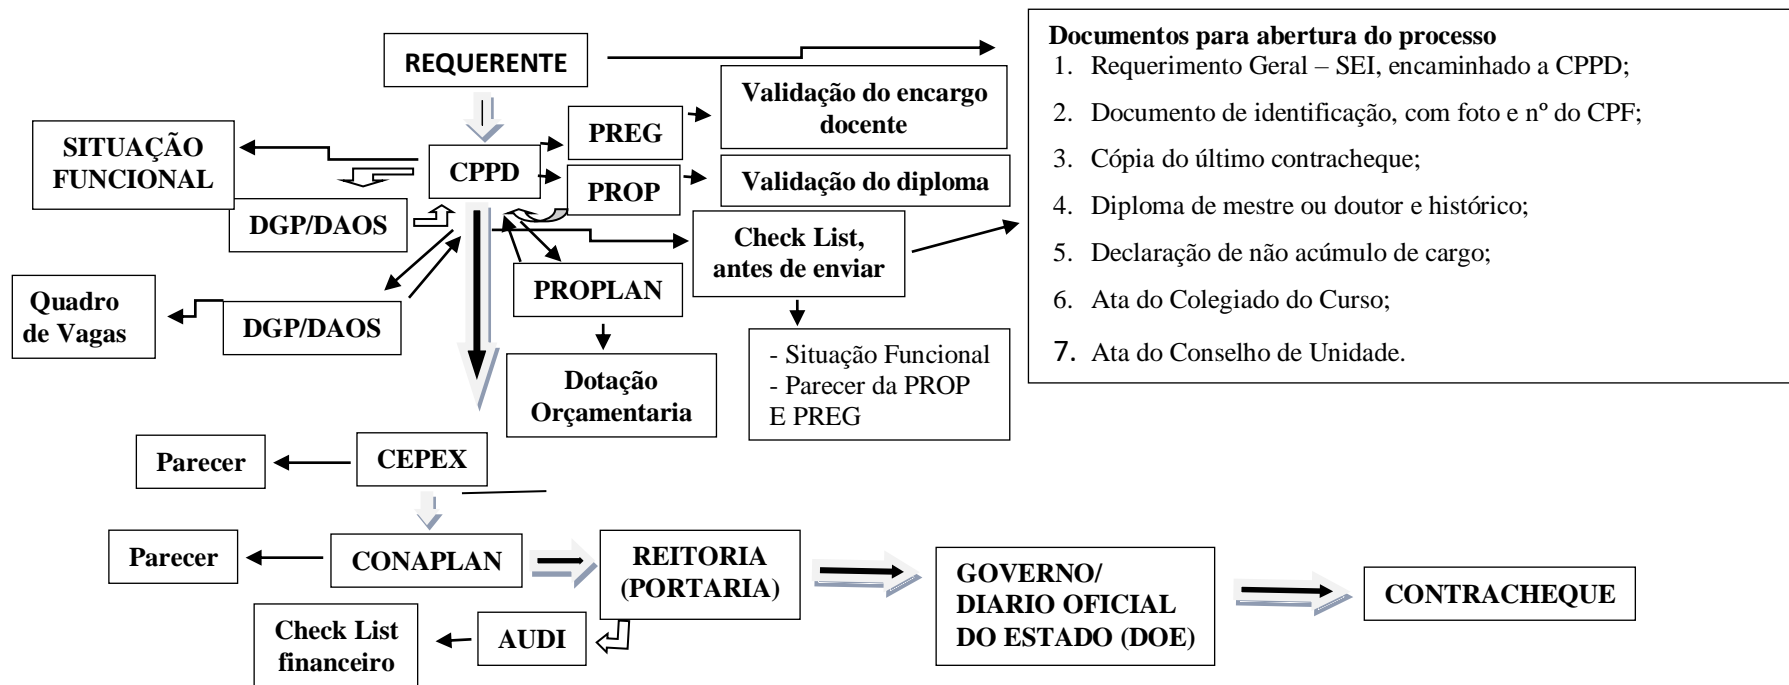 REQUERENTE
Documentos para abertura do processo
1. Requerimento Geral – SEI, encaminhado a CPPD;
2. Documento de identificação, com foto e nº do CPF;
3. Cópia do último contracheque;
4. Diploma de mestre ou doutor e histórico;
5. Declaração de não acúmulo de cargo;
6. Ata do Colegiado do Curso;
7. Ata do Conselho de Unidade.
Validação do encargo
docente
PREG
SITUAÇÃO
FUNCIONAL
CPPD
PROP
Validação do diploma
DGP/DAOS
Check List,
antes de enviar
PROPLAN
Quadro
de Vagas
DGP/DAOS
- Situação Funcional
- Parecer da PROP
E PREG
Dotação
Orçamentaria
Parecer
CEPEX
Parecer
CONAPLAN
REITORIA
(PORTARIA)
GOVERNO/
DIARIO OFICIAL
DO ESTADO (DOE)
CONTRACHEQUE
Check List
financeiro
AUDI